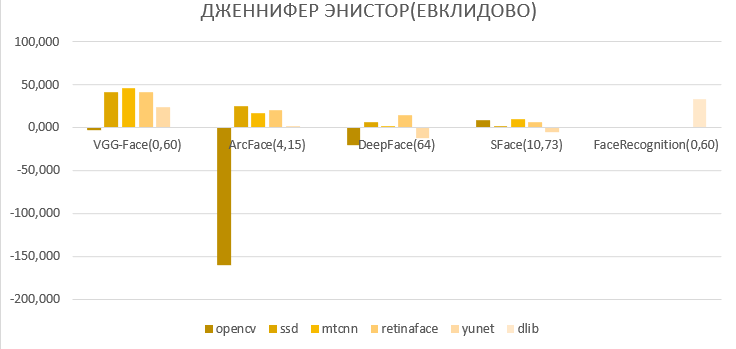 ДЖЕННИФЕР ЭНИСТОР(ЕВКЛИДОВО)
100,000
50,000
0,000
VGG-Face(0,60) ArcFace(4,15) DeepFace(64) SFace(10,73) FaceRecognition(0,60)
-50,000
-100,000
-150,000
-200,000
opencv ssd mtcnn retinaface yunet dlib